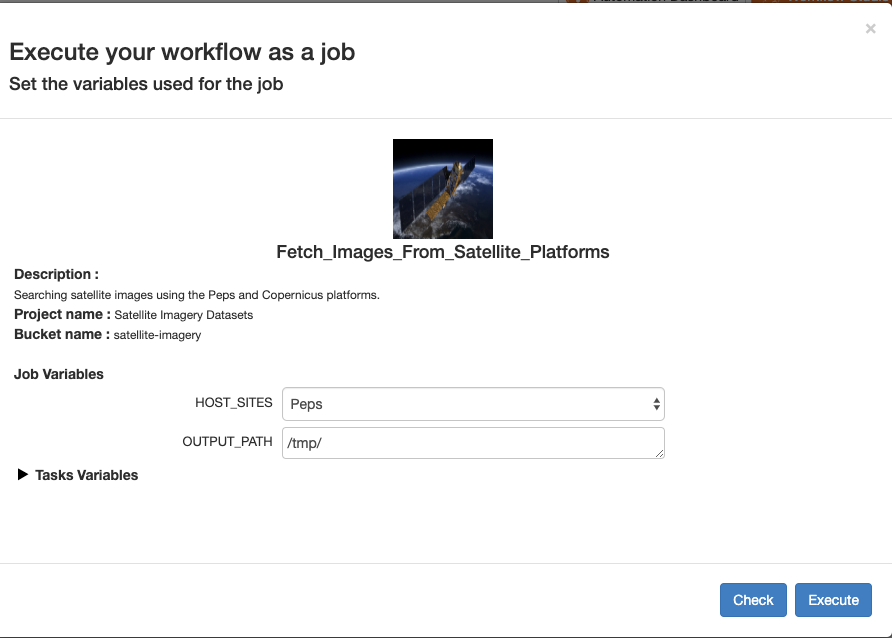 Automation Dashboard
×
Execute your workflow as a job
Set the variables used for the job
Fetch_Images_From_Satellite_Platforms
Description :
Searching satellite images using the Peps and Copernicus platforms.
Project name : Satellite Imagery Datasets
Bucket name : satellite-imagery
Job Variables
HOST_SITES Peps
OUTPUT_PATH /tmp/
Tasks Variables
Check Execute